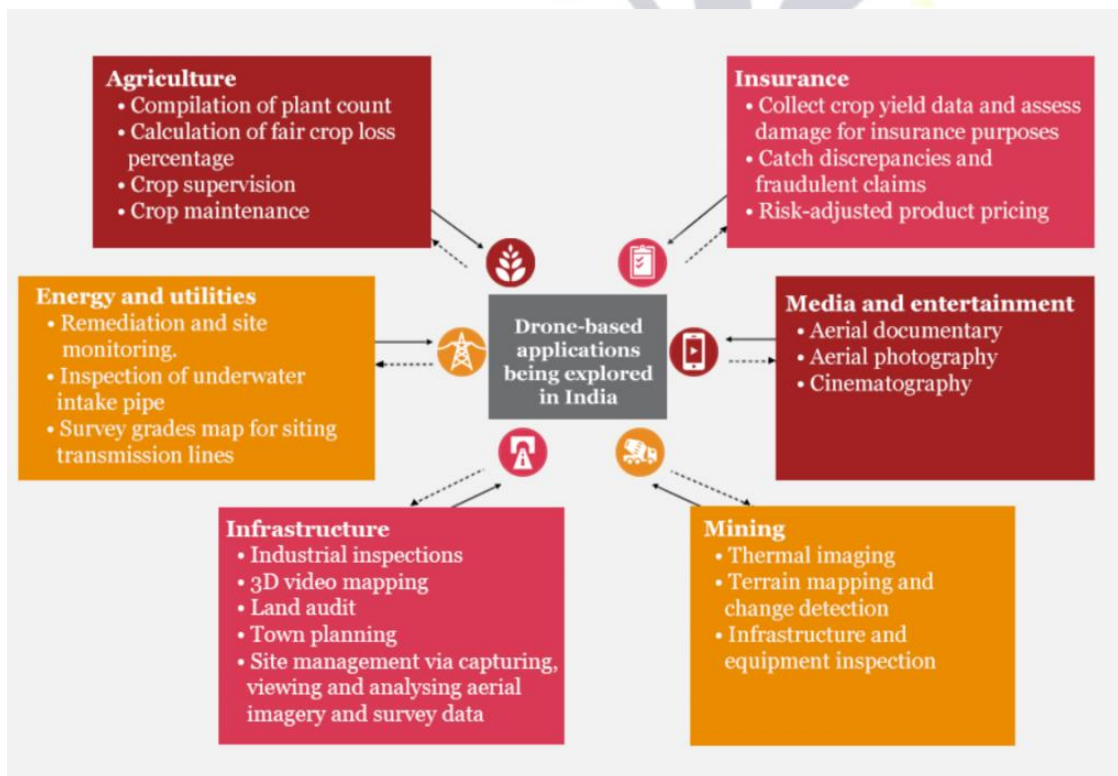 Agriculture
• Compilation of plant count
• Calculation of fair crop loss
percentage
• Crop supervision
• Crop maintenance
Insurance
• Collect crop yield data and assess
damage for insurance purposes
• Catch discrepancies and
fraudulent claims
• Risk-adjusted product pricing
Energy and utilities
• Remediation and site
monitoring.
• Inspection of underwater
intake pipe
• Survey grades map for siting
transmission lines
Drone-based
applications
being explored
in India
Media and entertainment
• Aerial documentary
• Aerial photography
• Cinematography
Infrastructure
• Industrial inspections
• 3D video mapping
• Land audit
• Town planning
• Site management via capturing,
viewing and analysing aerial
imagery and survey data
Mining
• Thermal imaging
• Terrain mapping and
change detection
• Infrastructure and
equipment inspection